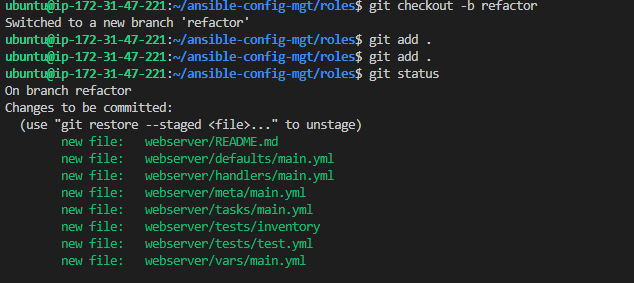 ubuntu@ip-172-31-47-221:~/ansible-config-mgt/roles$ git checkout -b refactor
Switched to a new branch 'refactor'
ubuntu@ip-172-31-47-221:~/ansible-config-mgt/roles$ git add .
ubuntu@ip-172-31-47-221:~/ansible-config-mgt/roles$ git add .
ubuntu@ip-172-31-47-221:~/ansible-config-mgt/roles$ git status
On branch refactor
Changes to be committed:
  (use "git restore --staged <file>..." to unstage)
        new file:   webserver/README.md
        new file:   webserver/defaults/main.yml
        new file:   webserver/handlers/main.yml
        new file:   webserver/meta/main.yml
        new file:   webserver/tasks/main.yml
        new file:   webserver/tests/inventory
        new file:   webserver/tests/test.yml
        new file:   webserver/vars/main.yml